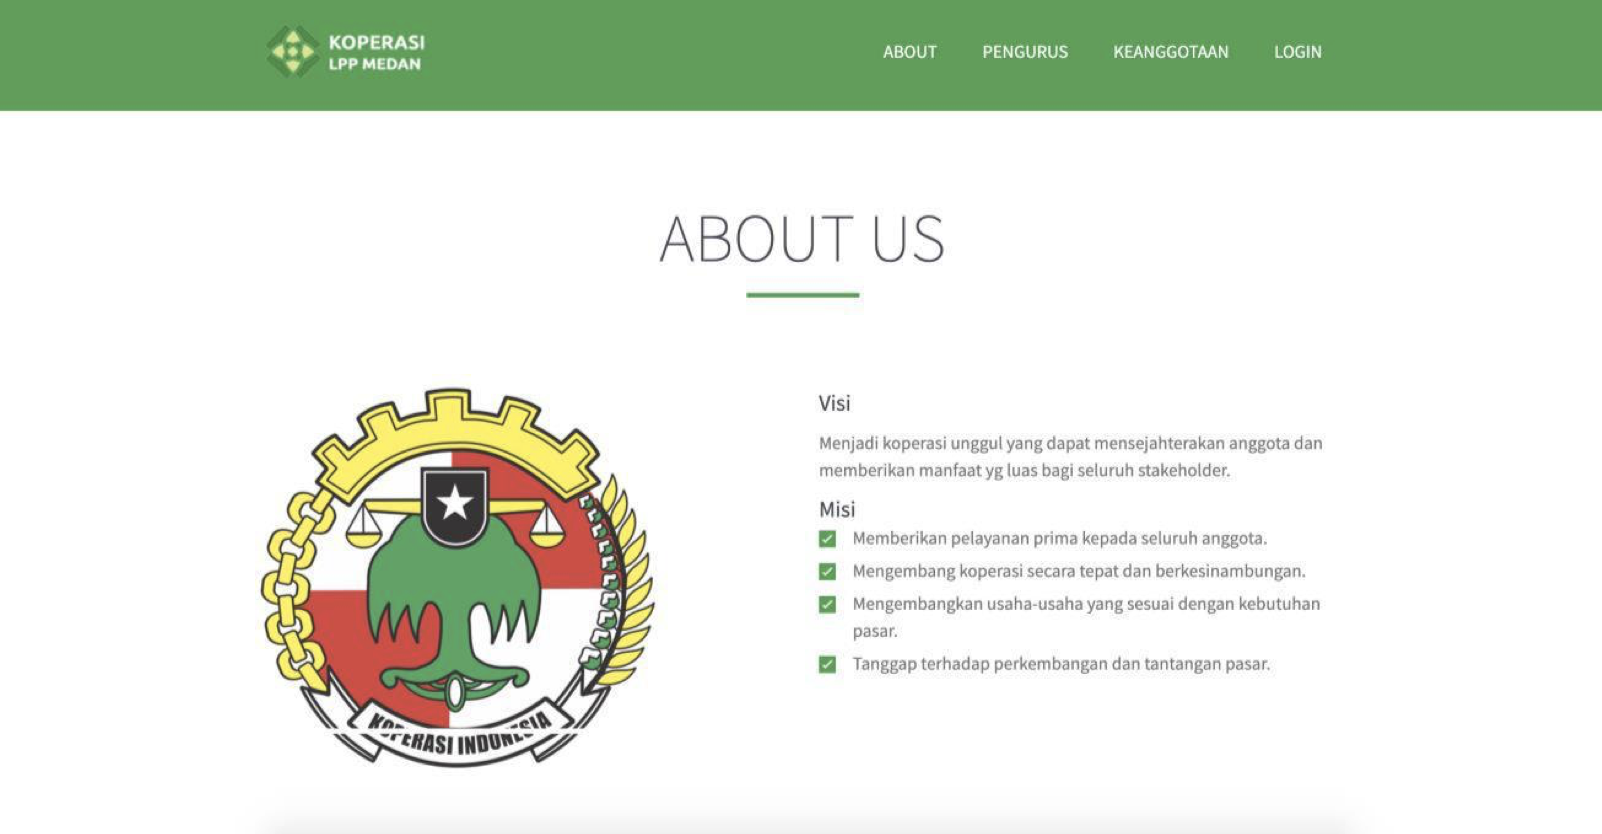 KOPERASI
LPP MEDAN
ABOUT PENGURUS KEANGGOTAAN LOGIN
ABOUT US
KOPERASI INDONESIA
Visi
Menjadi koperasi unggul yang dapat mensejahterakan anggota dan
memberikan manfaat yg luas bagi seluruh stakeholder.
Misi
Memberikan pelayanan prima kepada seluruh anggota.
Mengembang koperasi secara tepat dan berkesinambungan.
Mengembangkan usaha-usaha yang sesuai dengan kebutuhan
pasar.
Tanggap terhadap perkembangan dan tantangan pasar.